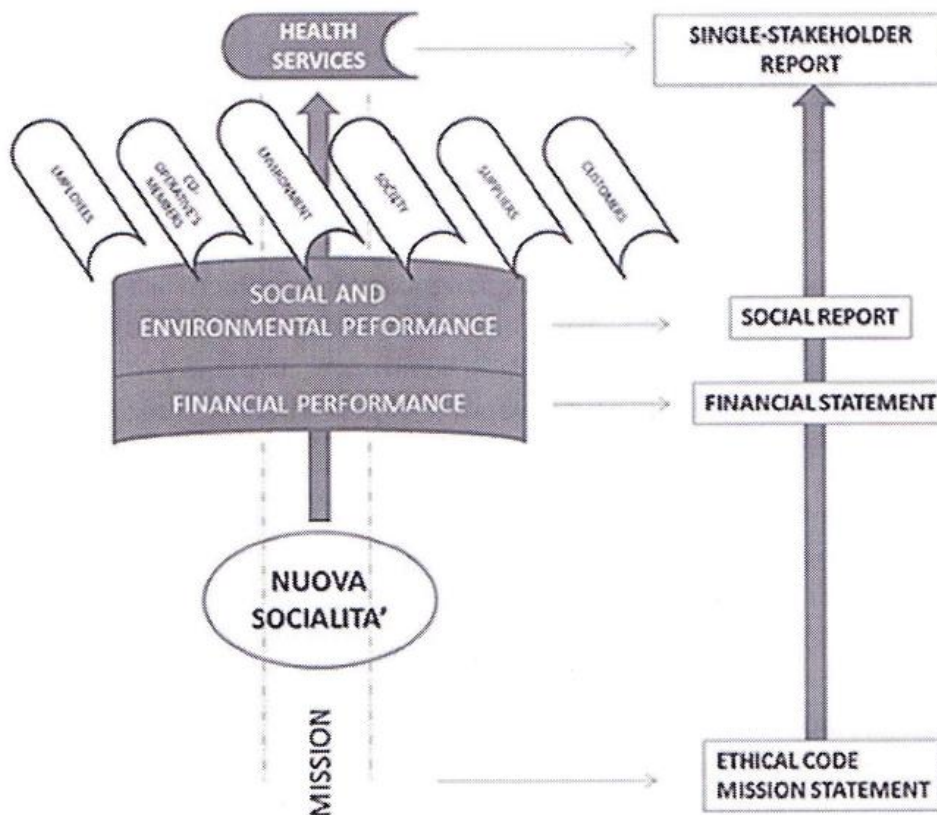 HEALTH
SERVICES
SINGLE-STAKEHOLDER
REPORT
EMPLOYEES
CO-
OPERATIVE'S
MEMBERS
ENVIRONMENT
SOCIETY
SUPPLIERS
CUSTOMERS
SOCIAL AND
ENVIRONMENTAL PEFORMANCE
SOCIAL REPORT
FINANCIAL PERFORMANCE
FINANCIAL STATEMENT
NUOVA
SOCIALITA'
MISSION
ETHICAL CODE
MISSION STATEMENT